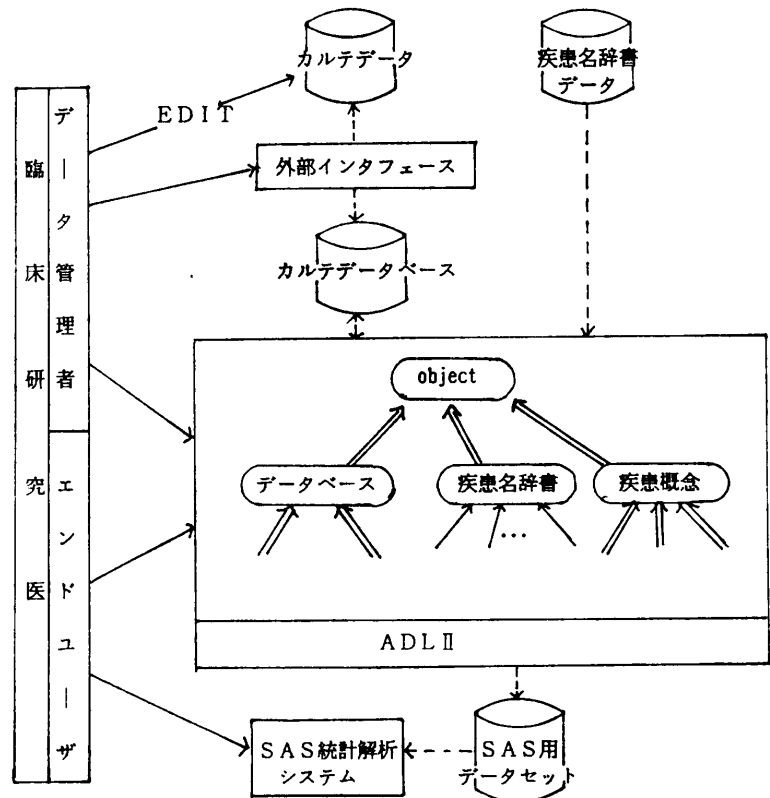 カルテデータ
疾患名辞書
データ
EDIT
外部インタフェース
カルテデータベース
臨床研究医
データ管理者
エンドユーザ
object
データベース
疾患名辞書
疾患概念
...
ADLⅡ
SAS統計解析
システム
SAS用
データセット